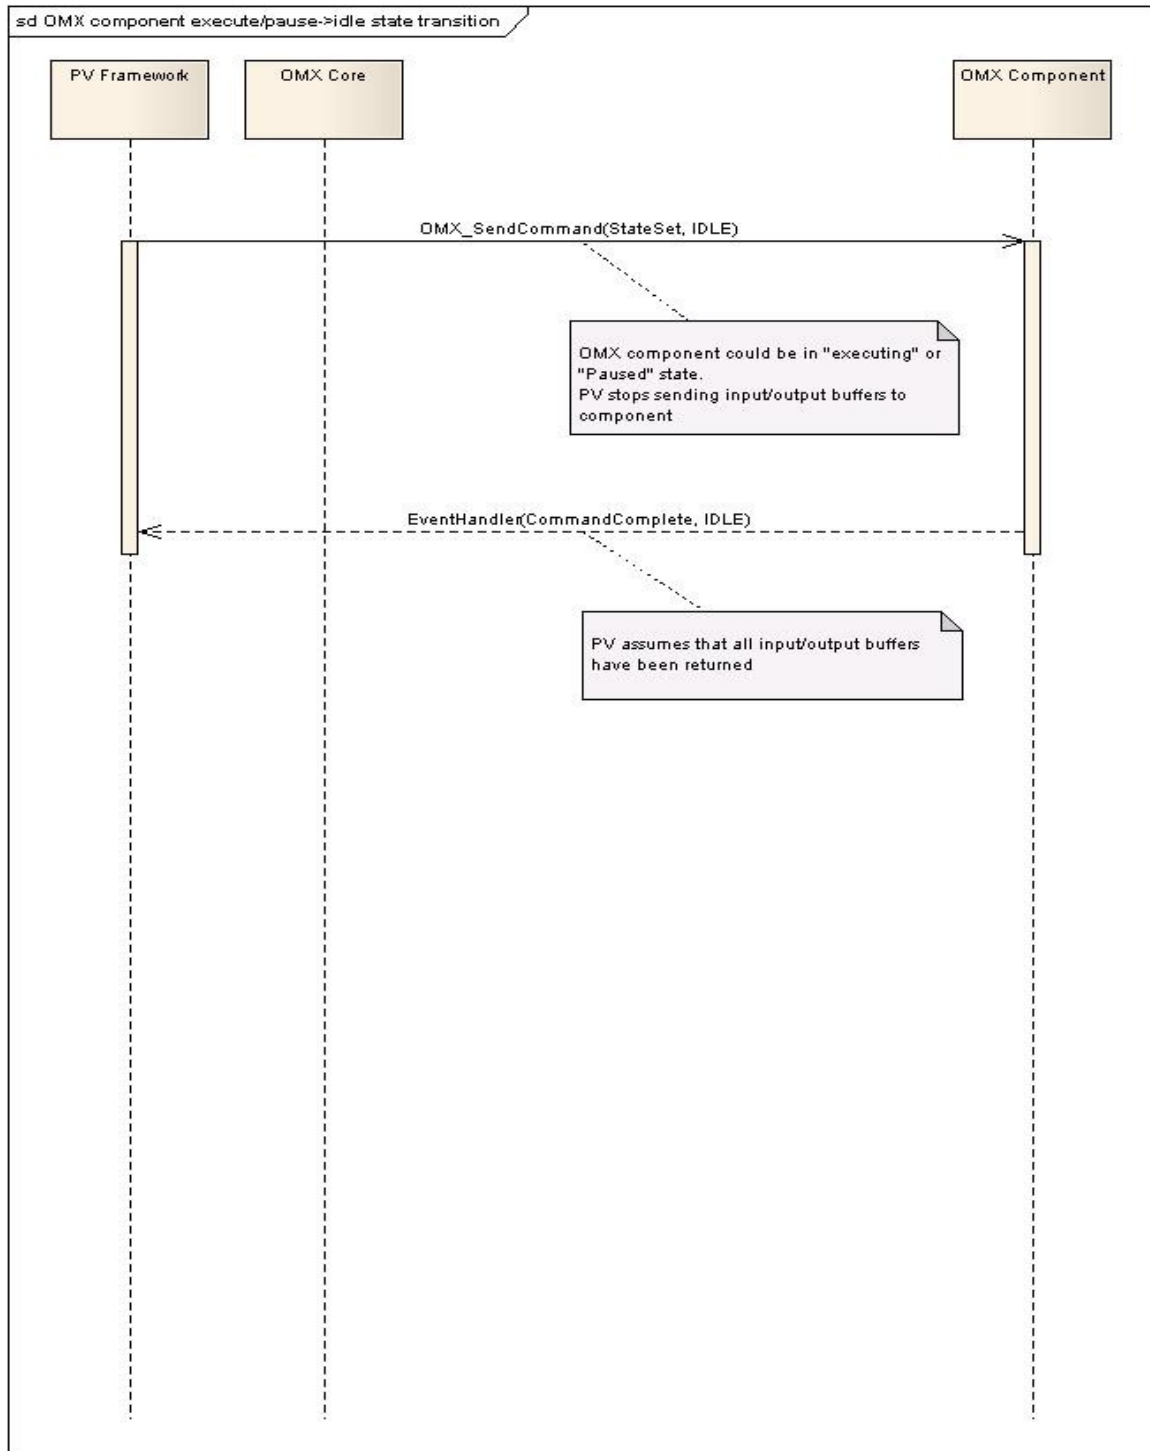 sd OMX component execute/pause->idle state transition
PV Framework
OMX Core
OMX Component
OMX_SendCommand(StateSet, IDLE)
OMX component could be in "executing" or
"Paused" state.
PV stops sending input/output buffers to
component
EventHandler(CommandComplete, IDLE)
PV assumes that all input/output buffers
have been returned